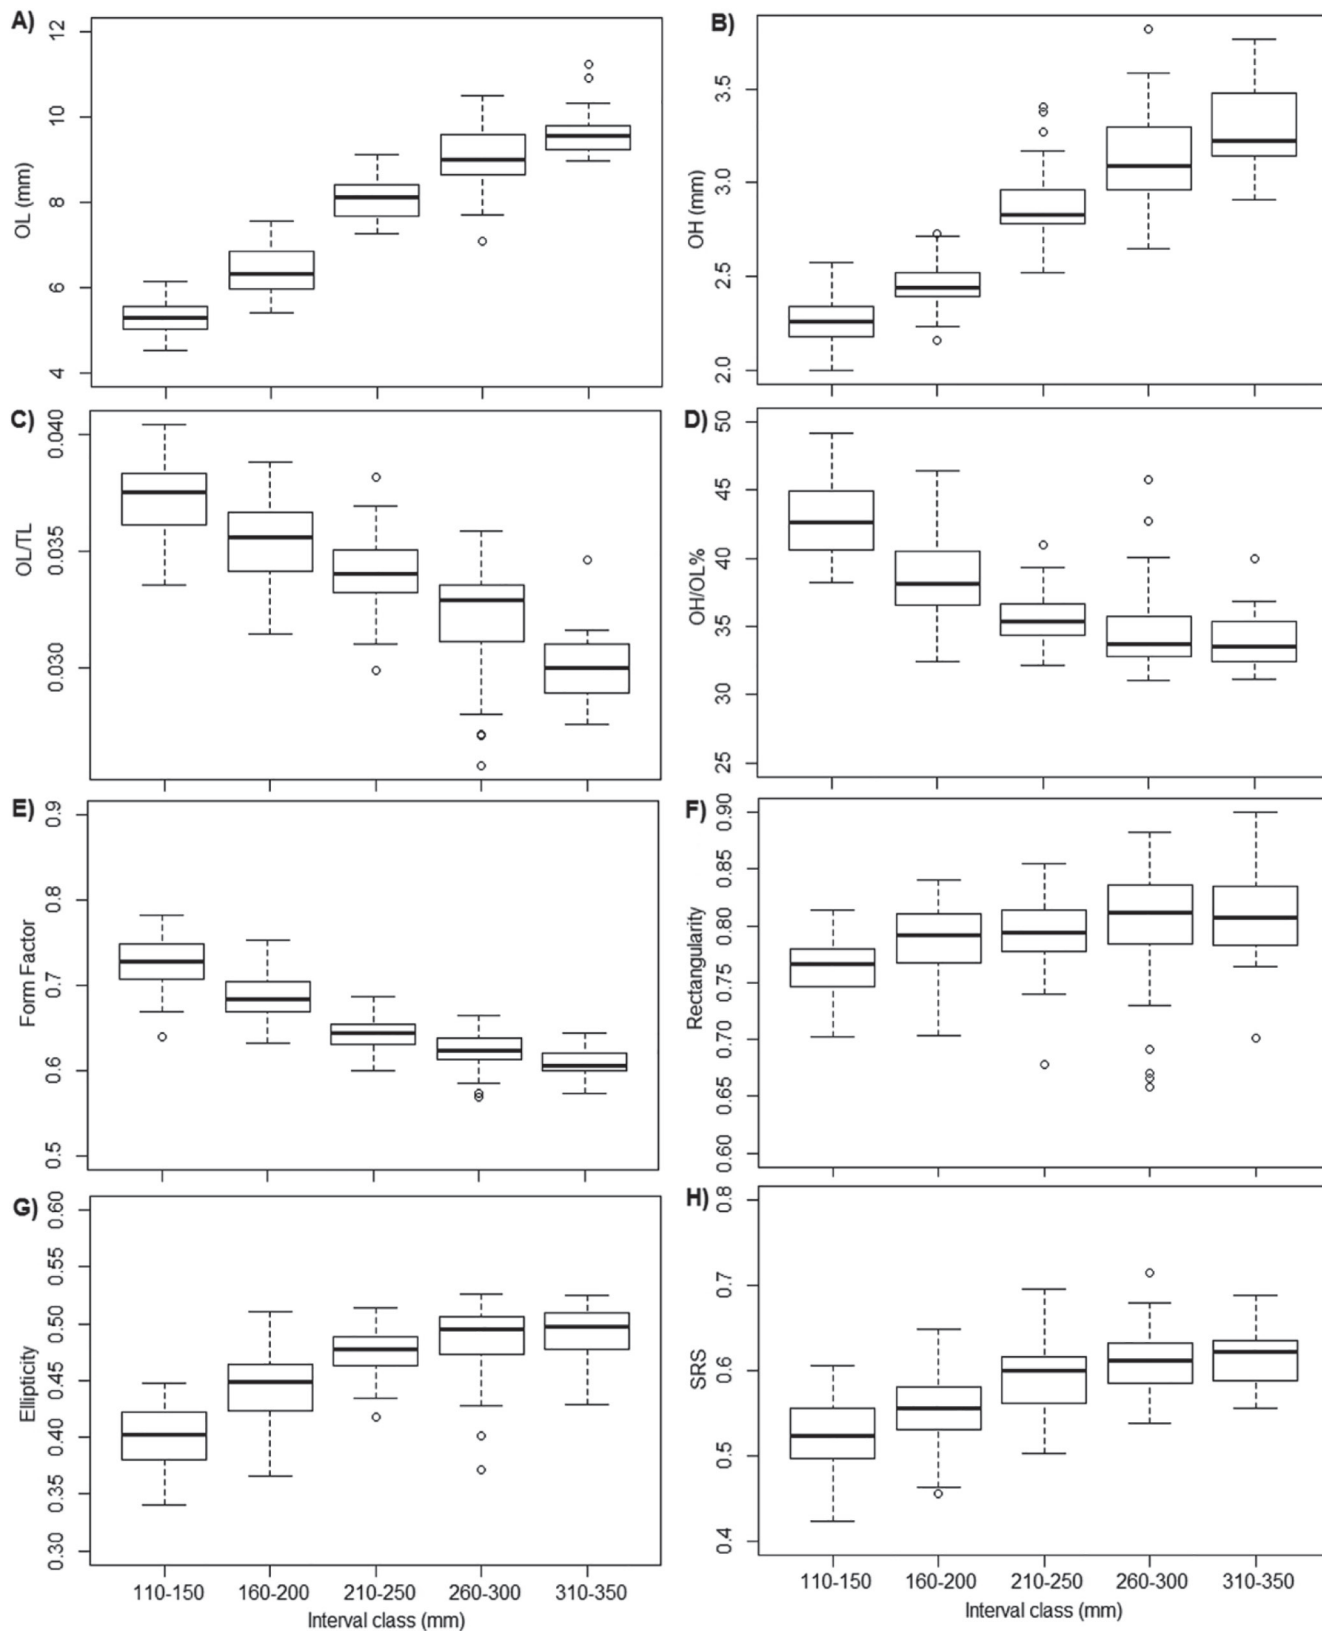 A)
OL (mm)
12
10
8
6
4
B)
OH (mm)
3.5
3.0
2.5
2.0
C)
OL/TL
0.040
0.035
0.030
D)
OH/OL%
50
45
40
35
30
25
E)
Form Factor
0.9
0.8
0.7
0.6
0.5
F)
Rectangularity
0.90
0.85
0.80
0.75
0.70
0.65
0.60
G)
Ellipticity
0.60
0.55
0.50
0.45
0.40
0.35
0.30
110-150 160-200 210-250 260-300 310-350
Interval class (mm)
H)
SRS
0.8
0.7
0.6
0.5
0.4
110-150 160-200 210-250 260-300 310-350
Interval class (mm)